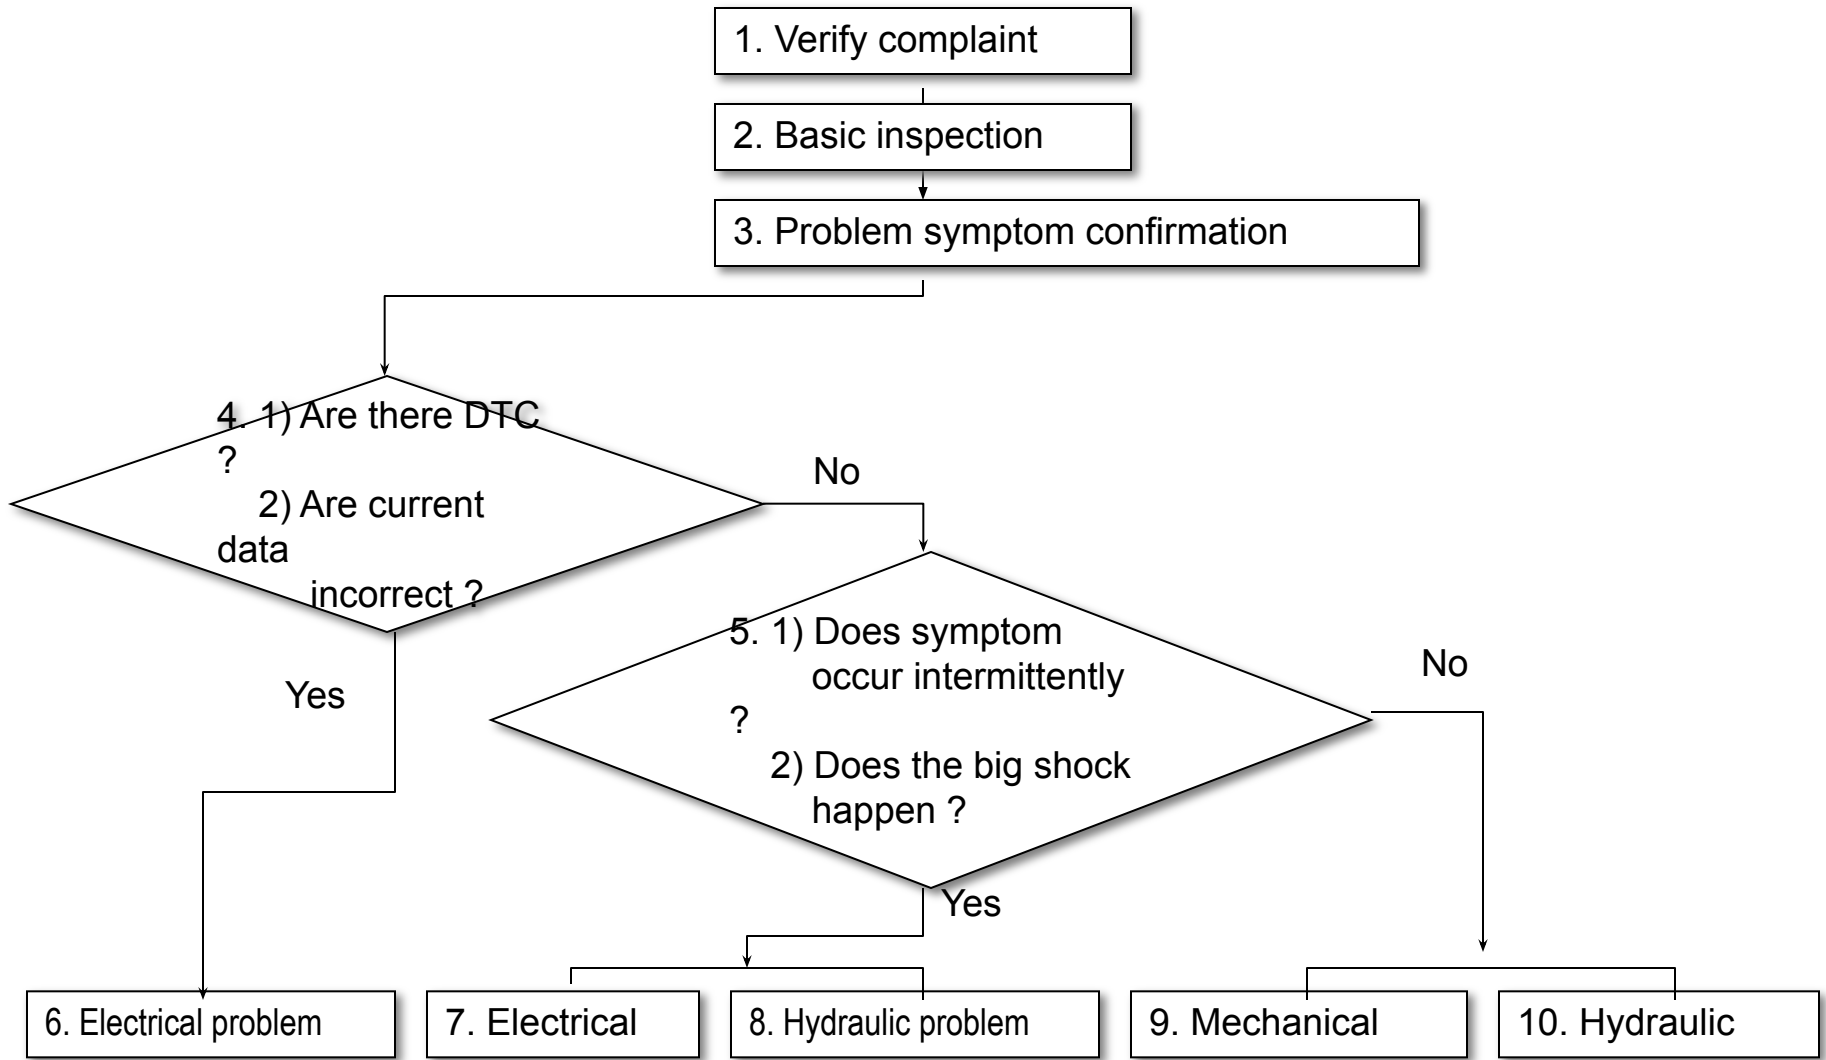 1. Verify complaint
2. Basic inspection
3. Problem symptom confirmation
4. 1) Are there DTC
?
2) Are current
data
incorrect ?
No
Yes
5. 1) Does symptom
occur intermittently
?
2) Does the big shock
happen ?
No
Yes
6. Electrical problem
7. Electrical
8. Hydraulic problem
9. Mechanical
10. Hydraulic